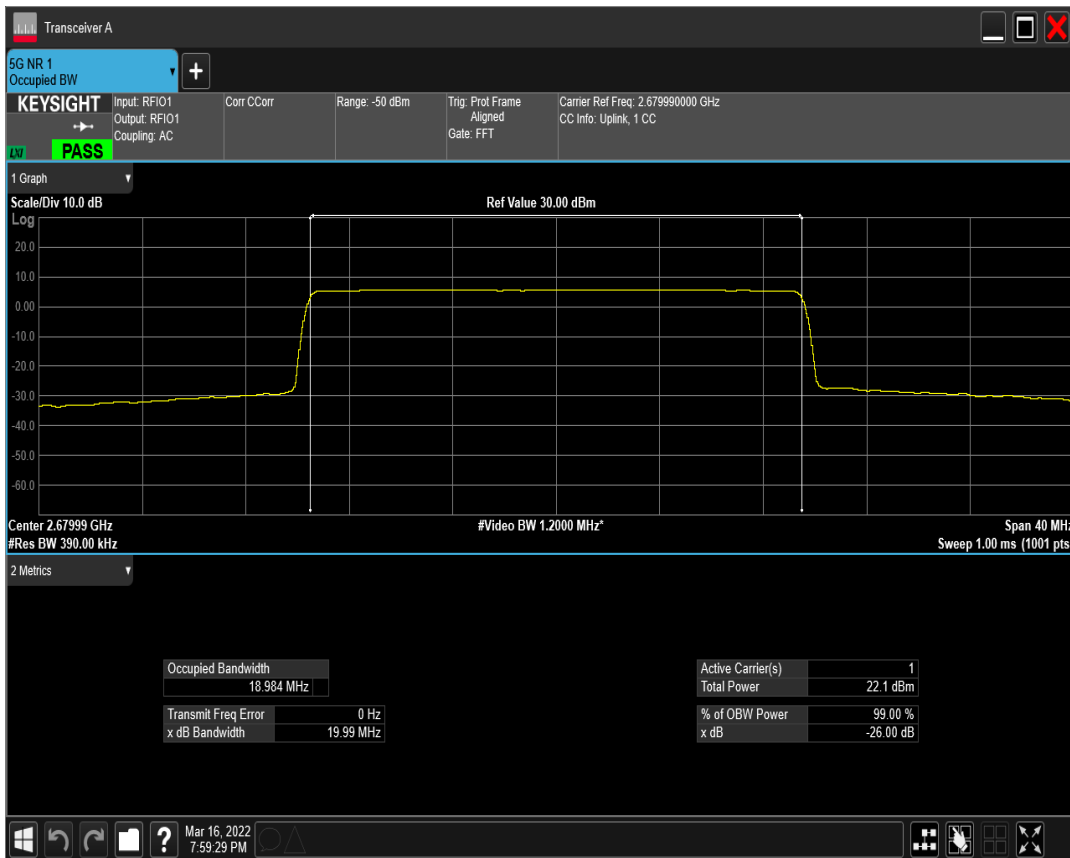 Transceiver A
5G NR 1
Occupied BW
+
KEYSIGHT
LXI
PASS
Input: RFIO1
Output: RFIO1
Coupling: AC
Corr CCorr
Range: -50 dBm
Trig: Prot Frame
Aligned
Gate: FFT
Carrier Ref Freq: 2.679990000 GHz
CC Info: Uplink, 1 CC
1 Graph
Scale/Div 10.0 dB
Ref Value 30.00 dBm
Log
20.0
10.0
0.00
-10.0
-20.0
-30.0
-40.0
-50.0
-60.0
Center 2.67999 GHz
#Video BW 1.2000 MHz*
Span 40 MHz
#Res BW 390.00 kHz
Sweep 1.00 ms (1001 pts
2 Metrics
Occupied Bandwidth
18.984 MHz
Transmit Freq Error 0 Hz
x dB Bandwidth 19.99 MHz
Active Carrier(s) 1
Total Power 22.1 dBm
% of OBW Power 99.00 %
x dB -26.00 dB
?
Mar 16, 2022
7:59:29 PM